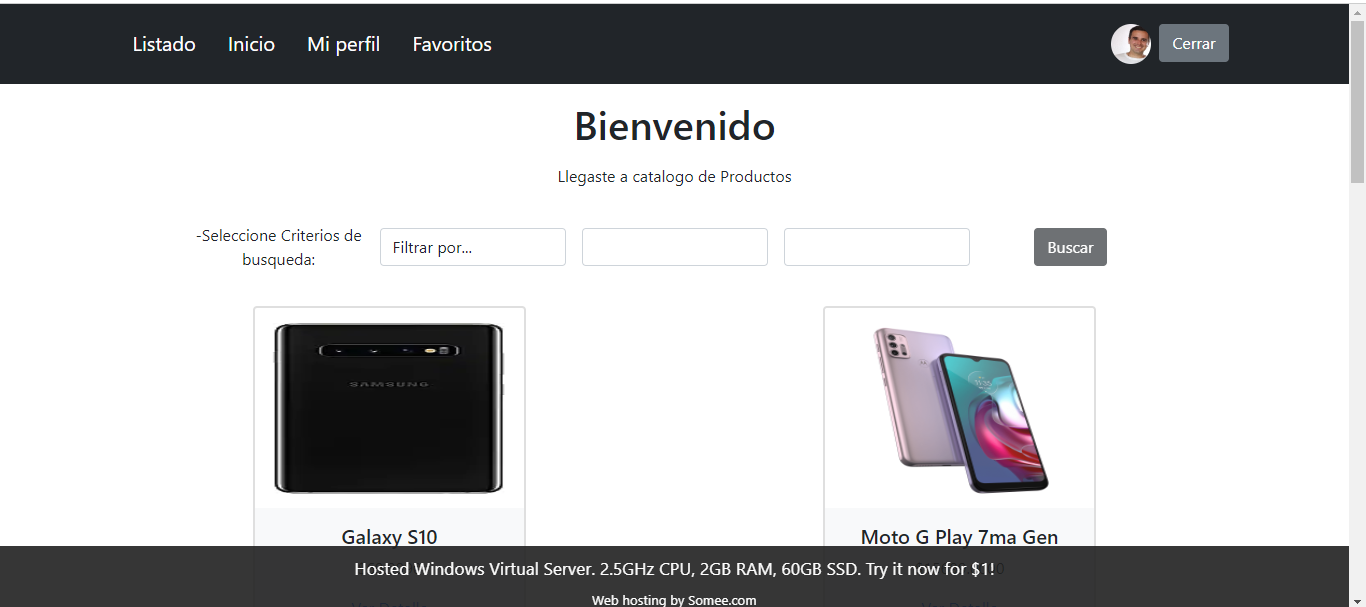 Listado Inicio Mi perfil Favoritos Cerrar
Bienvenido
Llegaste a catalogo de Productos
-Seleccione Criterios de
busqueda:
Filtrar por...
Buscar
SAMSUNG
Galaxy S10
Moto G Play 7ma Gen
Hosted Windows Virtual Server. 2.5GHz CPU, 2GB RAM, 60GB SSD. Try it now for $1!
Web hosting by Somee.com